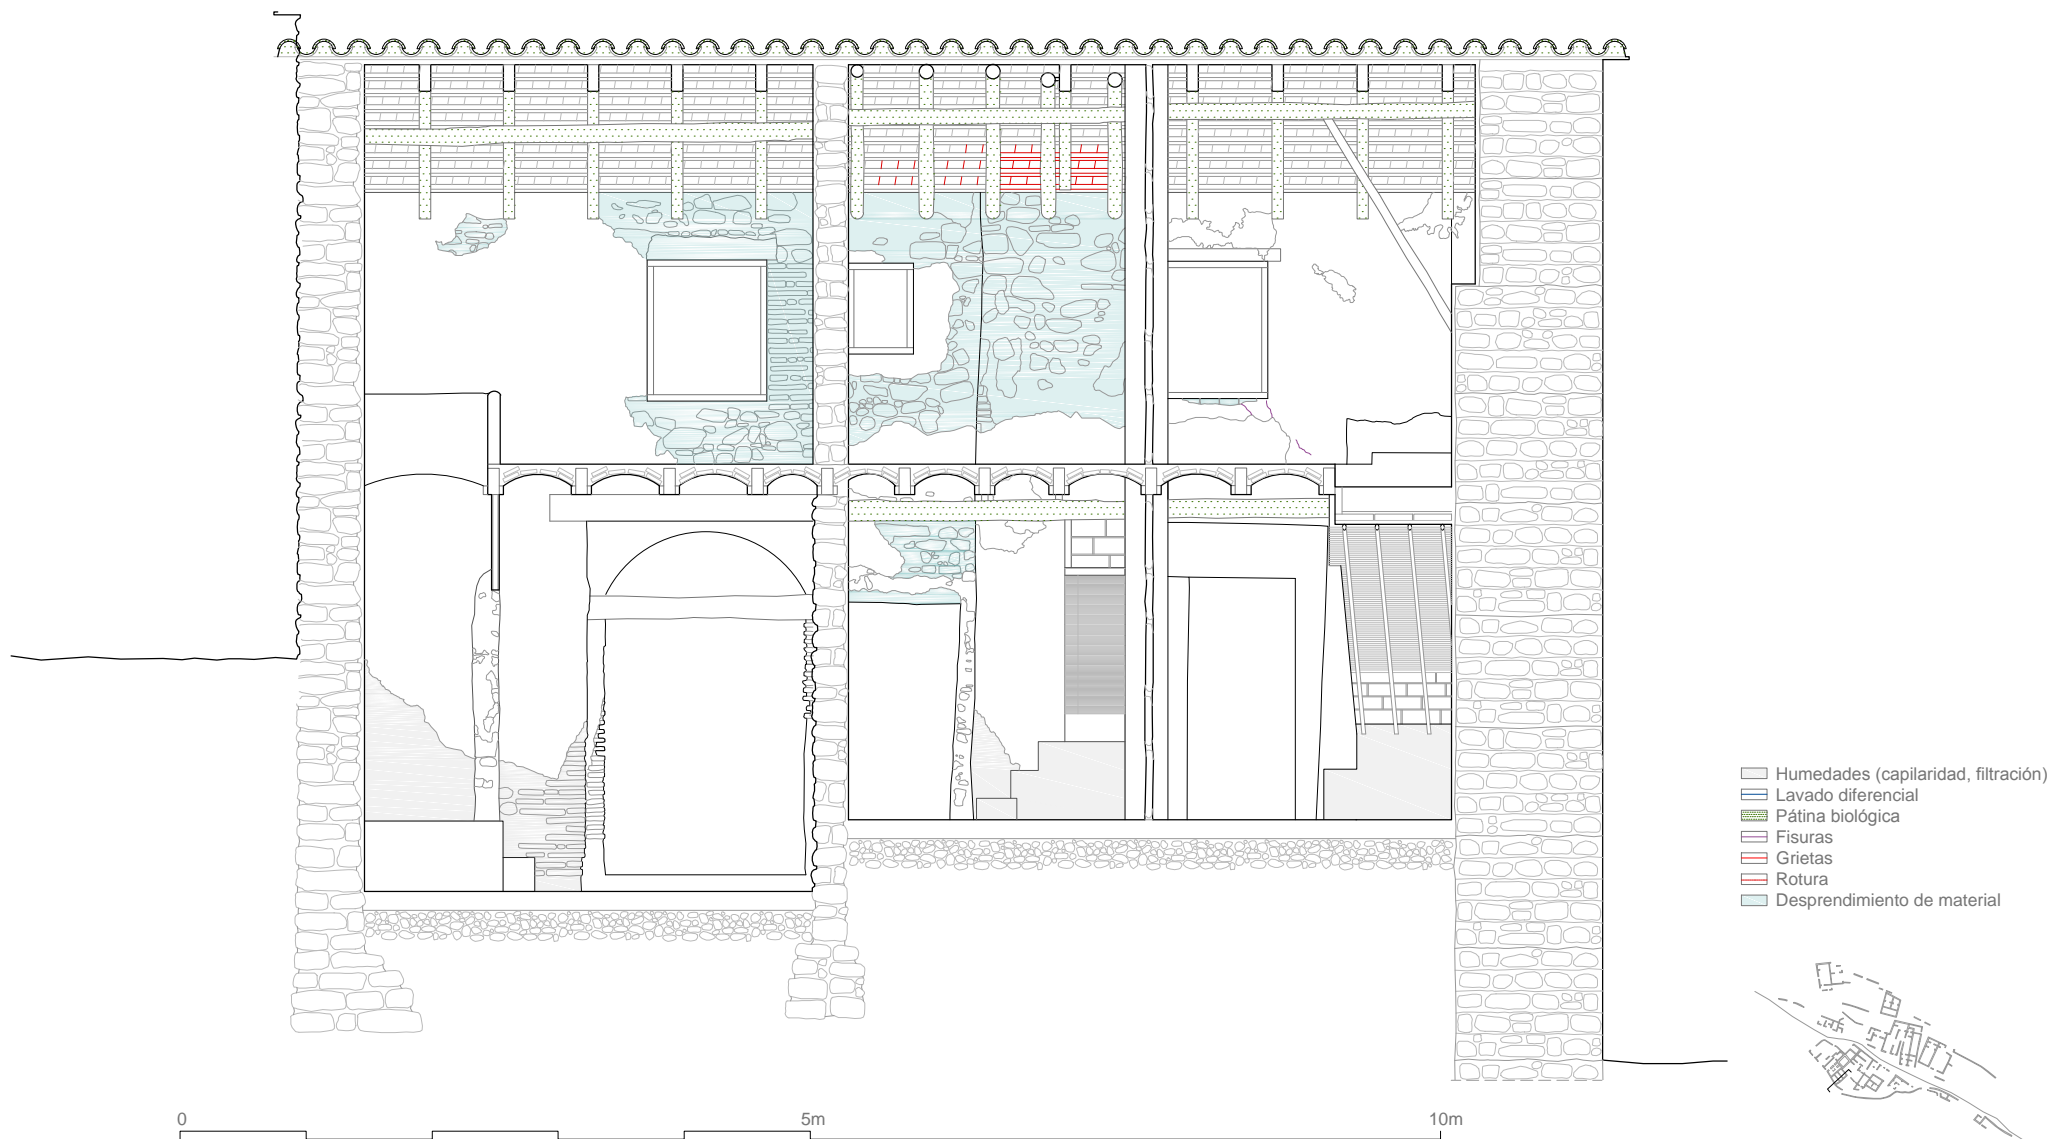 Humedades (capilaridad, filtración)
Lavado diferencial
Pátina biológica
Fisuras
Grietas
Rotura
Desprendimiento de material
0 5m 10m